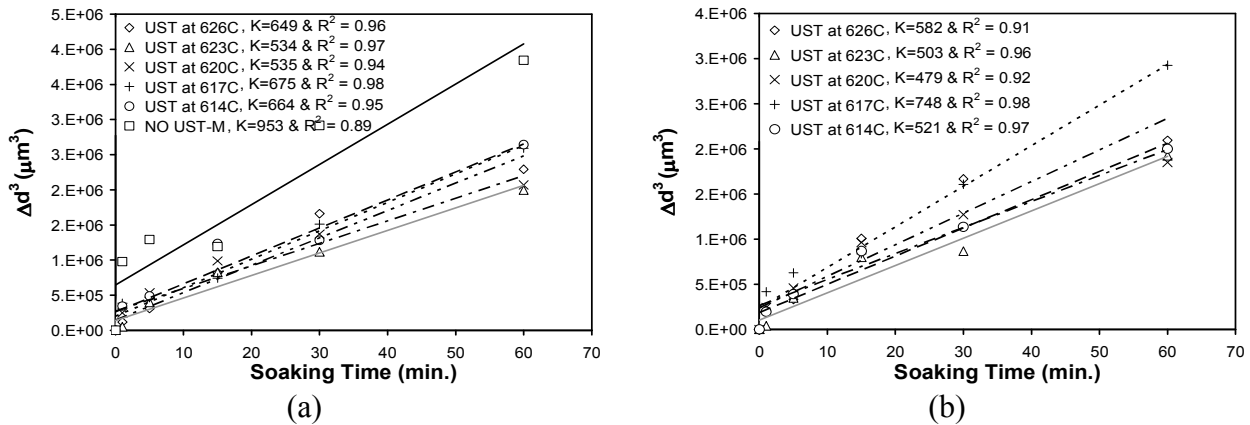 UST at 626C, K=649 & R² = 0.96
UST at 623C, K=534 & R² = 0.97
UST at 620C, K=535 & R² = 0.94
UST at 617C, K=675 & R² = 0.98
UST at 614C, K=664 & R² = 0.95
NO UST-M, K=953 & R² = 0.89
5.E+06
4.E+06
4.E+06
3.E+06
3.E+06
2.E+06
2.E+06
1.E+06
5.E+05
0.E+00
Δd³ (μm³)
0 10 20 30 40 50 60 70
Soaking Time (min.)
(a)
UST at 626C, K=582 & R² = 0.91
UST at 623C, K=503 & R² = 0.96
UST at 620C, K=479 & R² = 0.92
UST at 617C, K=748 & R² = 0.98
UST at 614C, K=521 & R² = 0.97
4.E+06
3.E+06
3.E+06
2.E+06
2.E+06
1.E+06
5.E+05
0.E+00
Δd³ (μm³)
0 10 20 30 40 50 60 70
Soaking Time (min.)
(b)